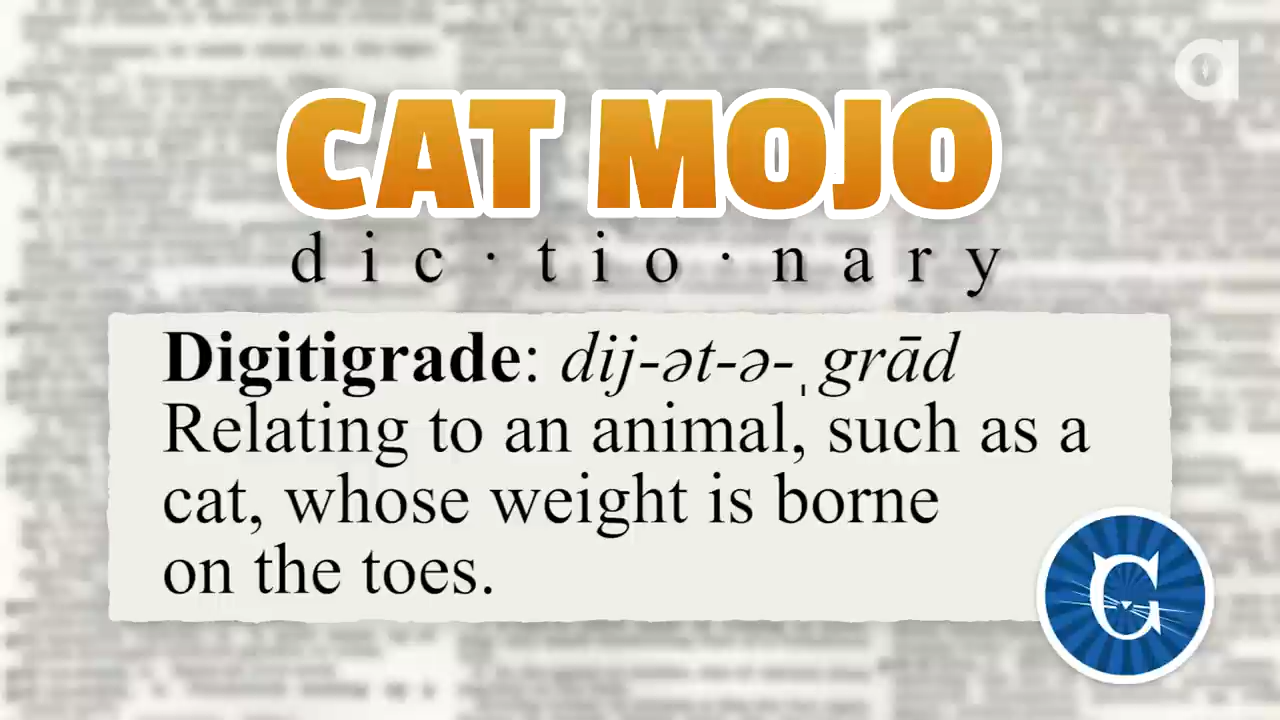 CAT MOJO
dic·tio·nary
Digitigrade: dij-ət-ə-ˌgrād
Relating to an animal, such as a
cat, whose weight is borne
on the toes.
G
a